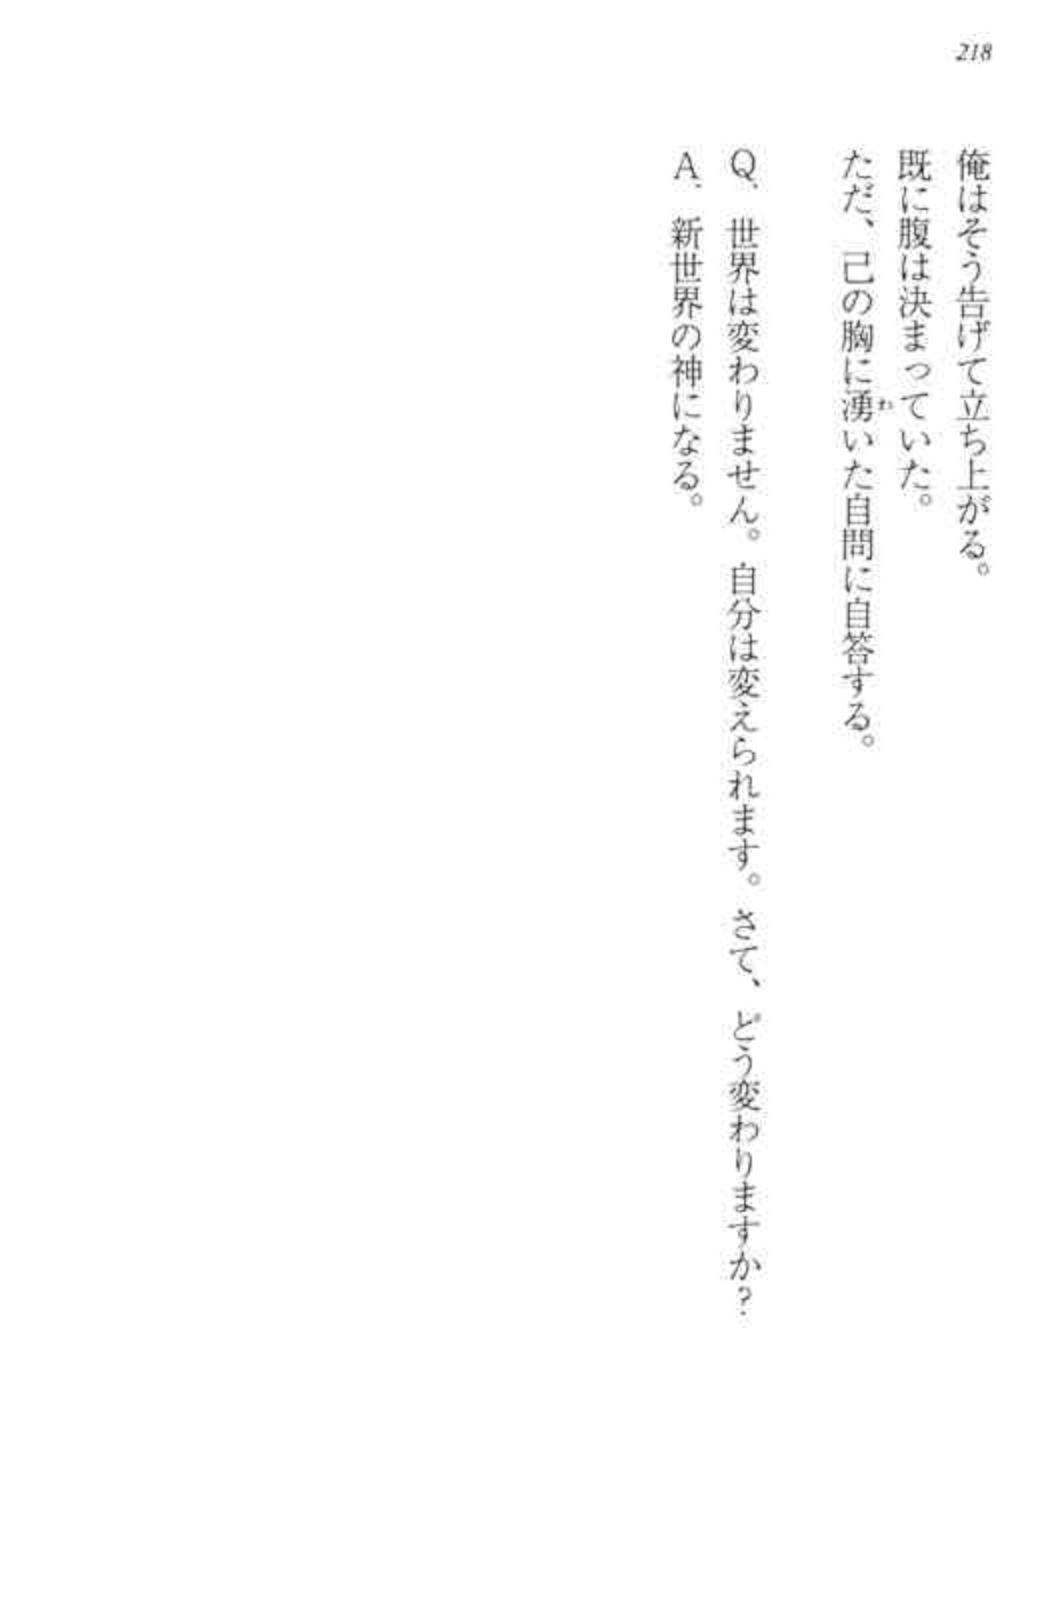 218
俺はそう告げて立ち上がる。
既に腹は決まっていた。
ただ、己の胸に湧いた自問に自答する。
Q．世界は変わりません。自分は変えられます。さて、どう変わりますか？
A．新世界の神になる。